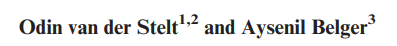 Odin van der Stelt¹,² and Aysenil Belger³